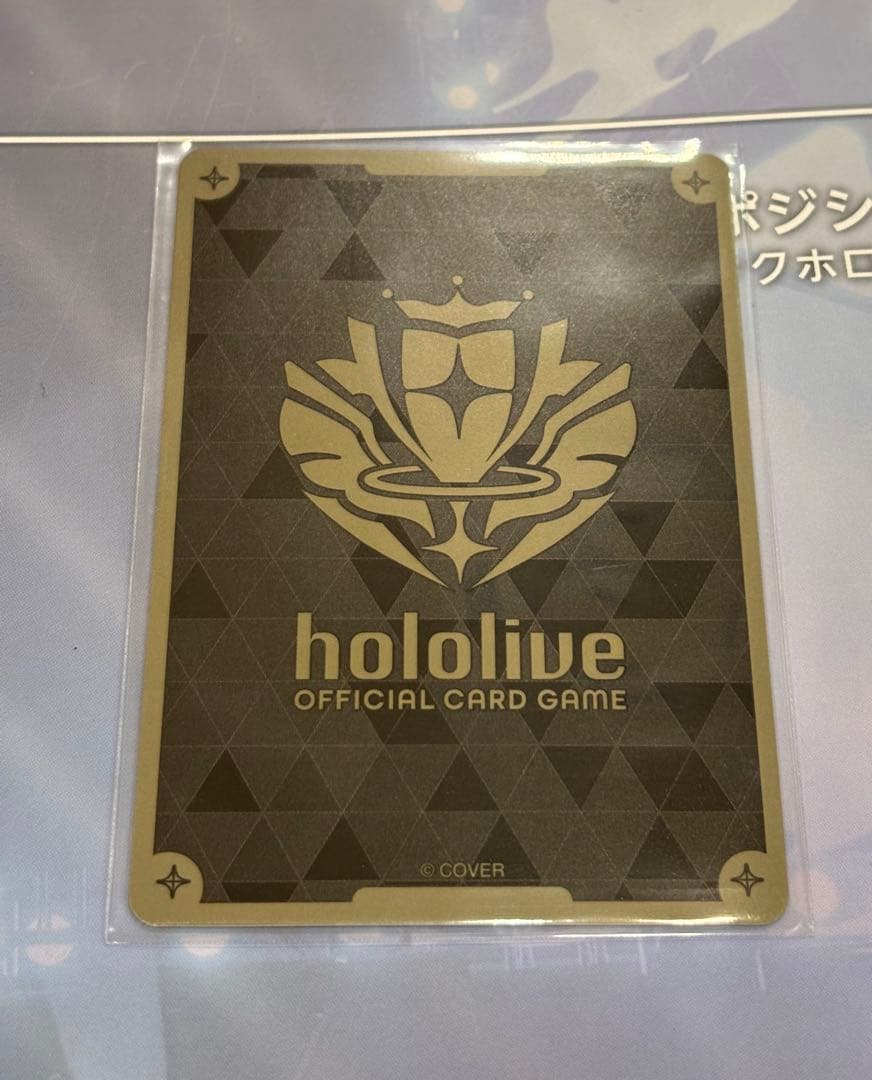 ポジシ
クホロ
hololive
OFFICIAL CARD GAME
© COVER